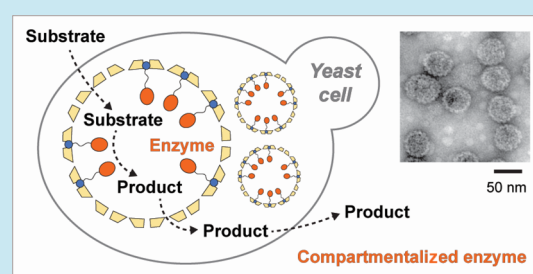 Substrate
Yeast
cell
Substrate
Enzyme
Product
Product
Product
50 nm
Compartmentalized enzyme